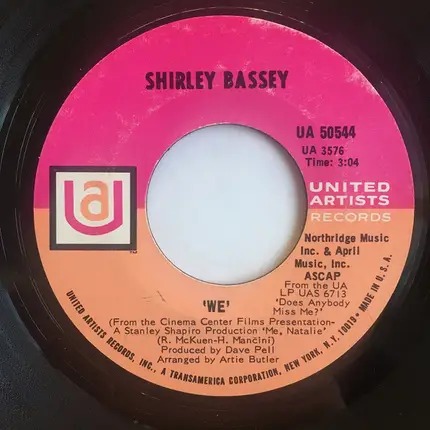 SHIRLEY BASSEY
UA 50544
UA 3576
Time: 3:04
UA
UNITED
ARTISTS
RECORDS
Northridge Music
Inc. & April
Music, Inc.
ASCAP
From the UA
LP UAS 6713
'Does Anybody
Miss Me?'
'WE'
(From the Cinema Center Films Presentation-
A Stanley Shapiro Production 'Me, Natalie'
(R. McKuen-H. Mancini)
Produced by Dave Pell
Arranged by Artie Butler
UNITED ARTISTS RECORDS, INC., A TRANSAMERICA CORPORATION, NEW YORK, N.Y. 10019 • MADE IN U.S.A.